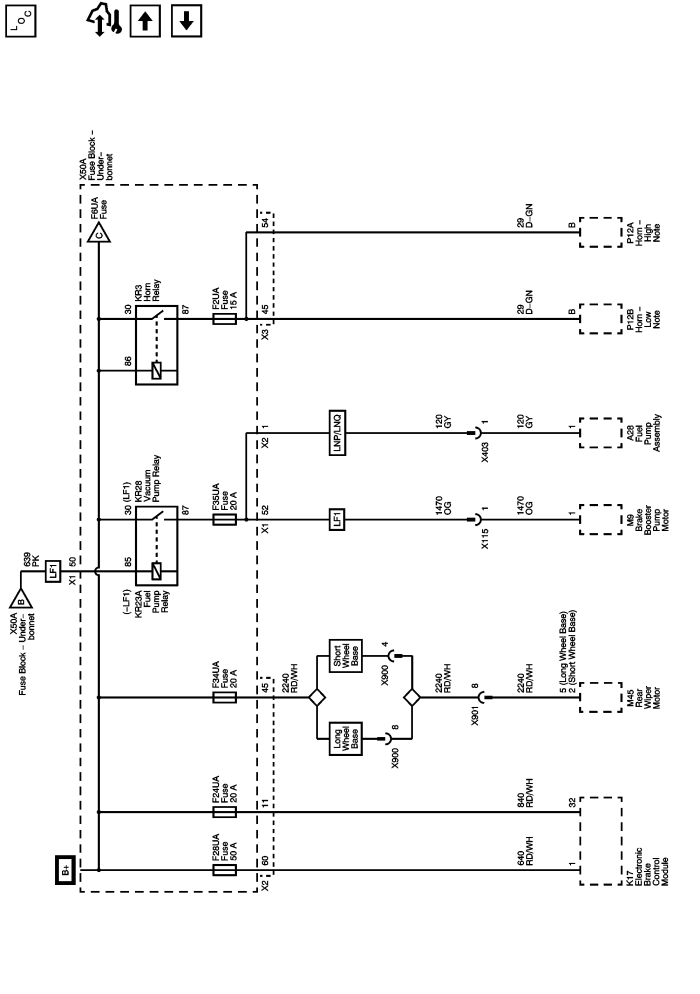 LOC
X50A
Fuse Block –
Under–
bonnet
F6UA
Fuse
C
54
29
D–GN
B
P12A
Horn –
High
Note
KR3
Horn
Relay
30
87
86
F2UA
Fuse
15 A
45
X3
29
D–GN
B
P12B
Horn –
Low
Note
X2
1
LNP/LNQ
120
GY
1
X403
120
GY
1
A28
Fuel
Pump
Assembly
(LF1)
KR28
Vacuum
Pump Relay
30
87
85
(–LF1)
KR23A
Fuel
Pump
Relay
F35UA
Fuse
20 A
X1
52
LF1
1470
OG
1
X115
1470
OG
1
M9
Brake
Booster
Pump
Motor
X50A
Fuse Block – Under–
bonnet
B
639
PK
LF1
X1
50
F34UA
Fuse
20 A
45
2240
RD/WH
Short
Wheel
Base
4
X900
Long
Wheel
Base
8
X900
2240
RD/WH
8
X901
2240
RD/WH
5 (Long Wheel Base)
2 (Short Wheel Base)
M45
Rear
Wiper
Motor
F24UA
Fuse
20 A
11
840
RD/WH
32
B+
F28UA
Fuse
50 A
X2
60
640
RD/WH
1
K17
Electronic
Brake
Control
Module